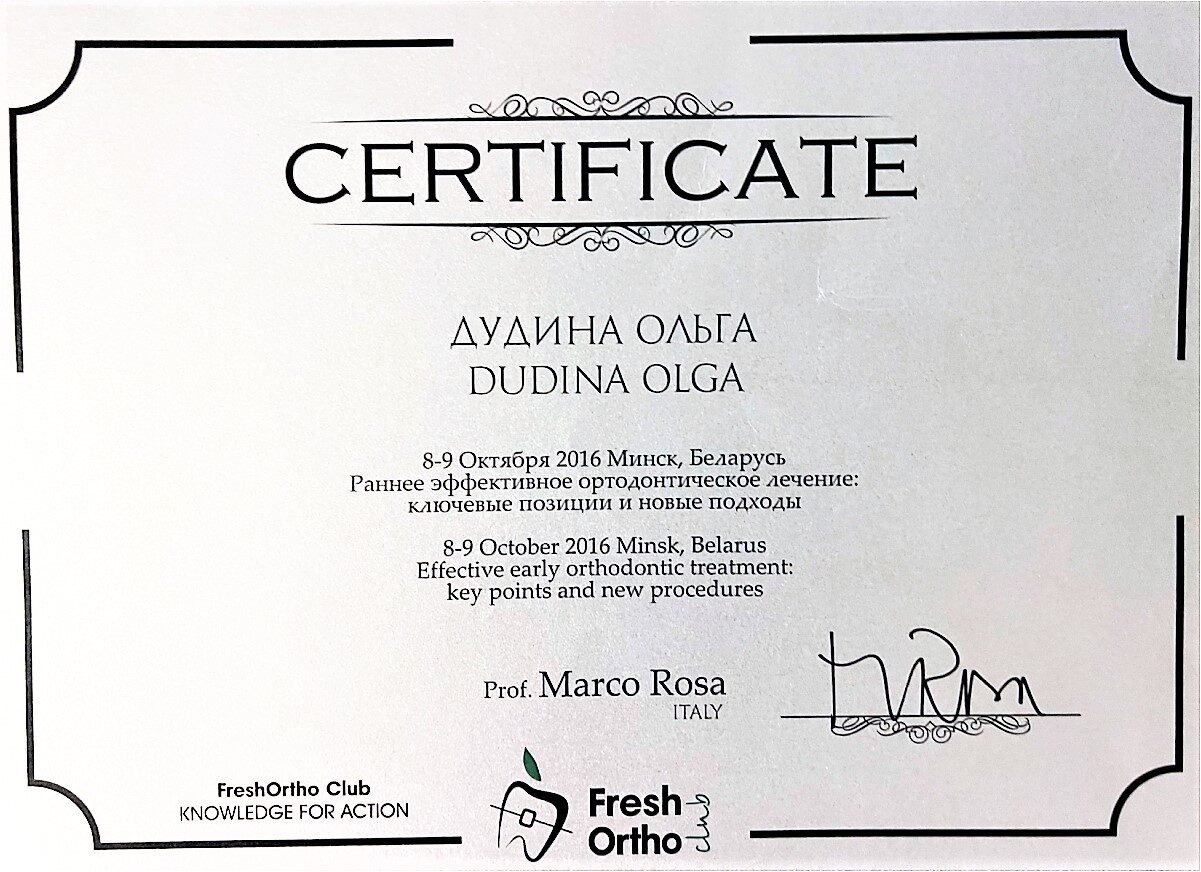 CERTIFICATE
ДУДИНА ОЛЬГА
DUDINA OLGA
8-9 Октября 2016 Минск, Беларусь
Раннее эффективное ортодонтическое лечение:
ключевые позиции и новые подходы
8-9 October 2016 Minsk, Belarus
Effective early orthodontic treatment:
key points and new procedures
Prof. Marco Rosa
ITALY
FreshOrtho Club
KNOWLEDGE FOR ACTION
Fresh
Ortho
club